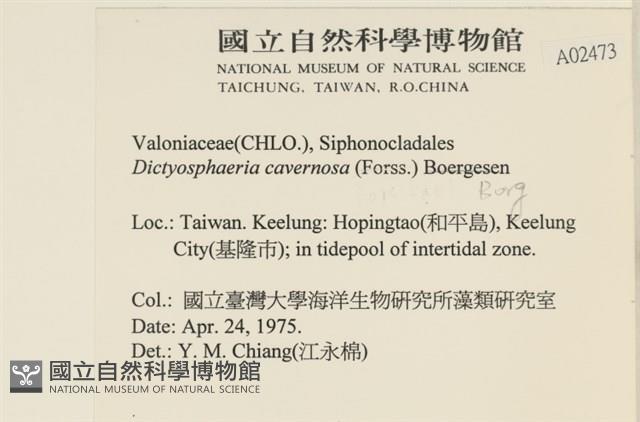 國立自然科學博物館
NATIONAL MUSEUM OF NATURAL SCIENCE
TAICHUNG, TAIWAN, R.O.CHINA
A02473
Valoniaceae(CHLO.), Siphonocladales
Dictyosphaeria cavernosa (Forss.) Boergesen
Borg
Loc.: Taiwan. Keelung: Hopingtao(和平島), Keelung
City(基隆市); in tidepool of intertidal zone.
Col.: 國立臺灣大學海洋生物研究所藻類研究室
Date: Apr. 24, 1975.
Det.: Y. M. Chiang(江永棉)
國立自然科學博物館
NATIONAL MUSEUM OF NATURAL SCIENCE